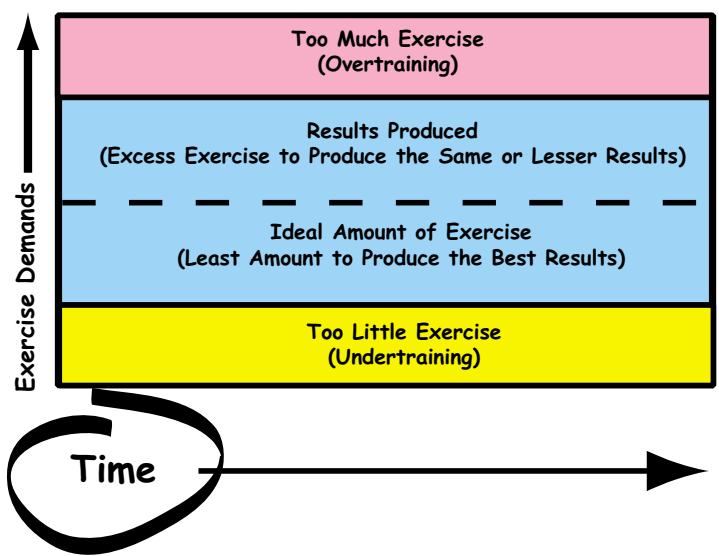 Too Much Exercise
(Overtraining)
Results Produced
(Excess Exercise to Produce the Same or Lesser Results)
Ideal Amount of Exercise
(Least Amount to Produce the Best Results)
Too Little Exercise
(Undertraining)
Exercise Demands
Time